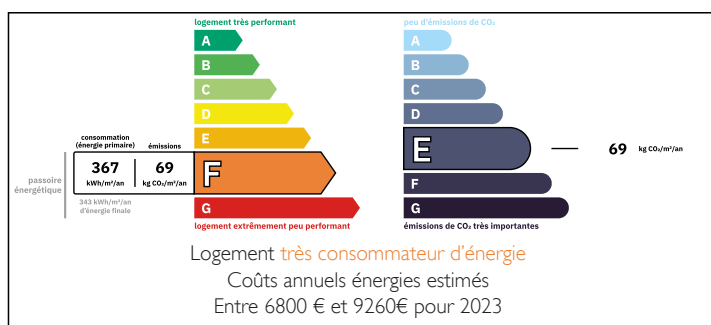 logement très performant
A
B
C
D
E
consommation
(énergie primaire)
émissions
367
kWh/m²/an
69
kg CO₂/m²/an
F
passoire
énergétique
343 kWh/m²/an
d'énergie finale
G
logement extrêmement peu performant
peu d'émissions de CO₂
A
B
C
D
E
69 kg CO₂/m²/an
F
G
émissions de CO₂ très importantes
Logement très consommateur d'énergie
Coûts annuels énergies estimés
Entre 6800 € et 9260€ pour 2023